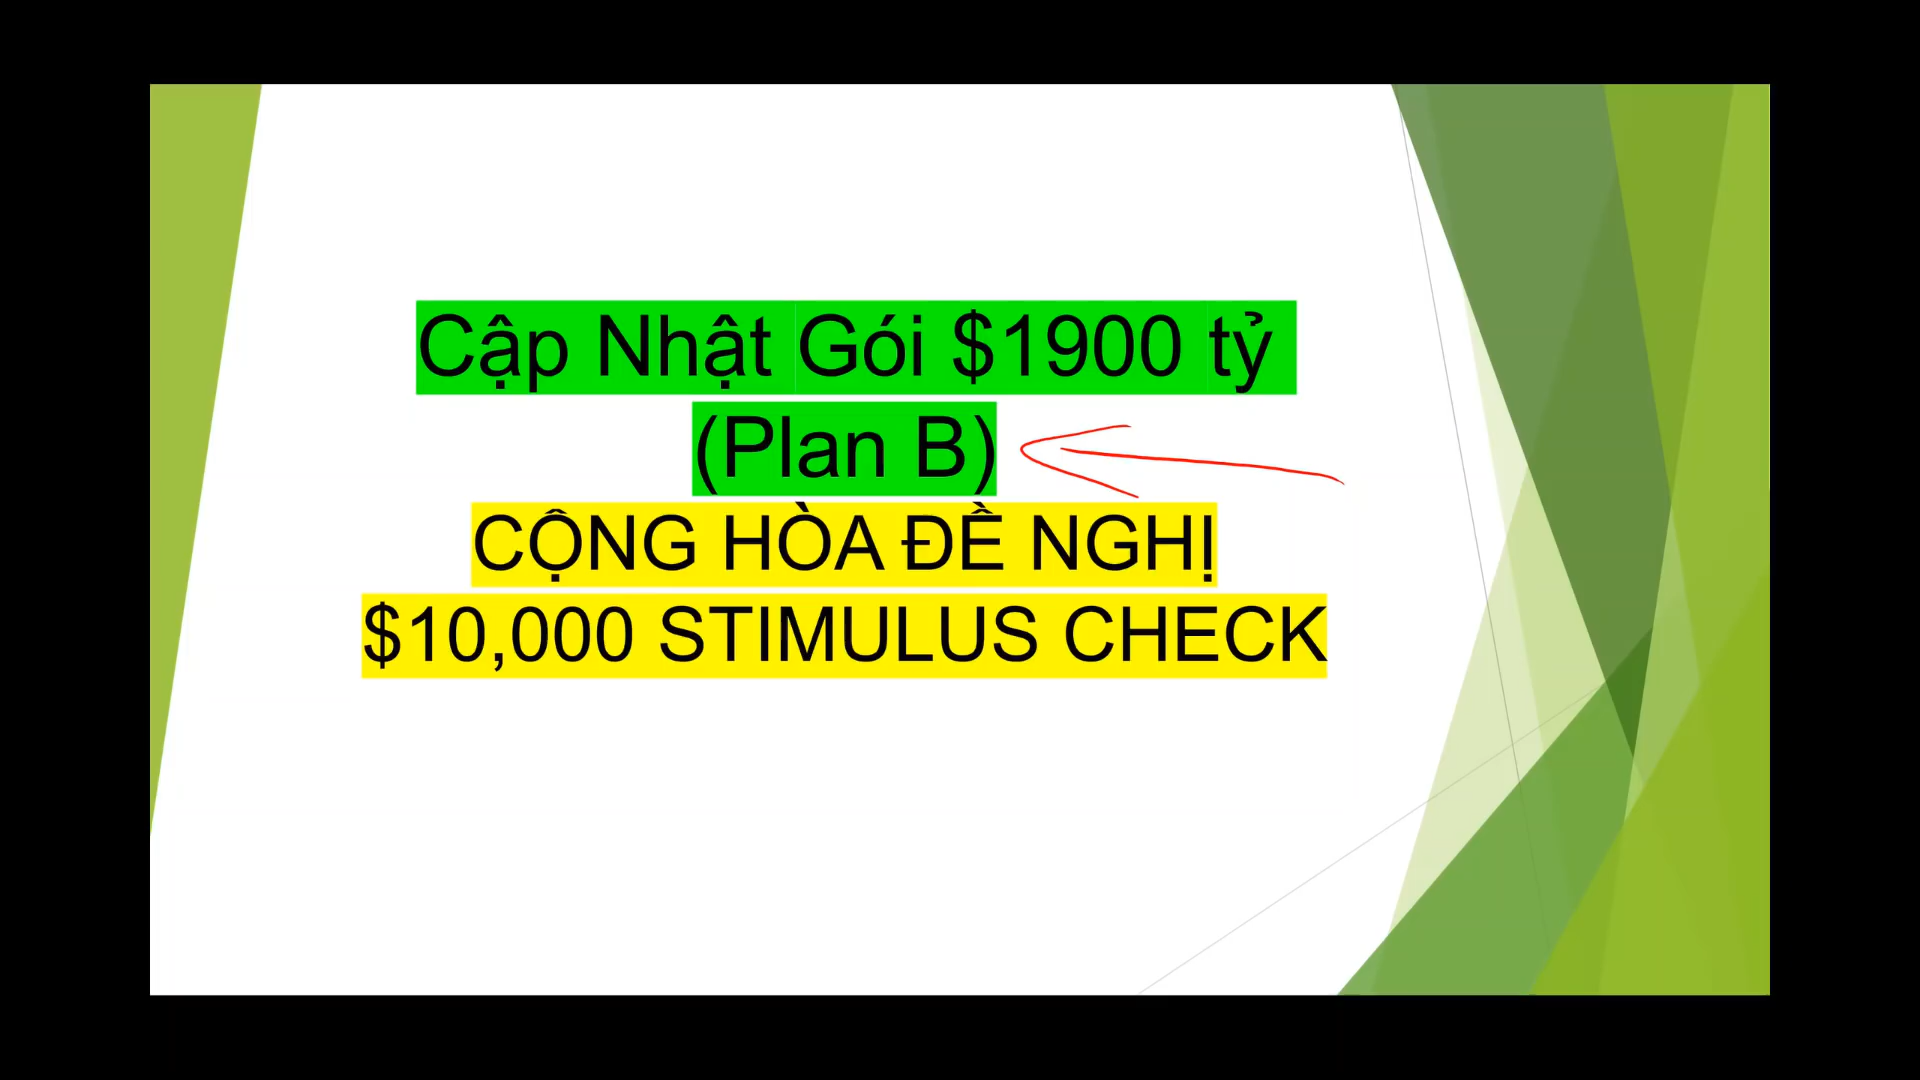 Cập Nhật Gói $1900 tỷ
(Plan B)
CỘNG HÒA ĐỀ NGHỊ
$10,000 STIMULUS CHECK